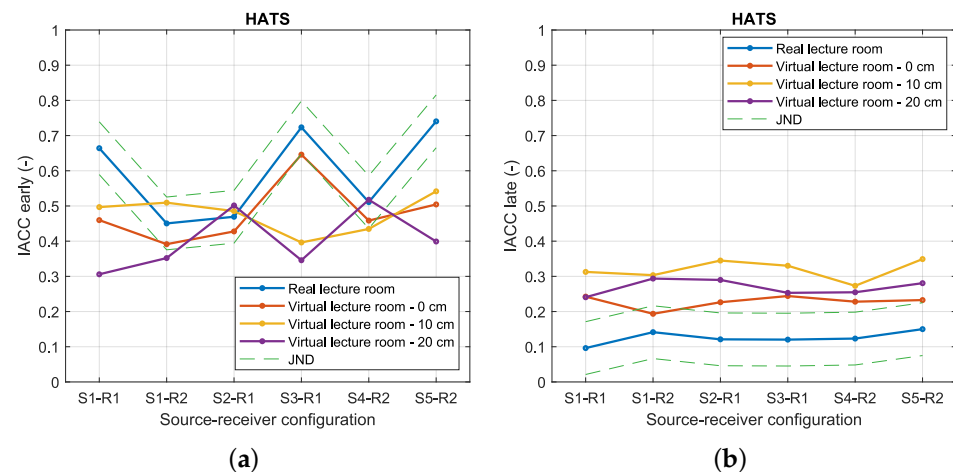 HATS
1
0.9
0.8
0.7
0.6
0.5
0.4
0.3
0.2
0.1
0
IACC early (-)
Real lecture room
Virtual lecture room - 0 cm
Virtual lecture room - 10 cm
Virtual lecture room - 20 cm
JND
S1-R1 S1-R2 S2-R1 S3-R1 S4-R2 S5-R2
Source-receiver configuration
(a)
HATS
1
0.9
0.8
0.7
0.6
0.5
0.4
0.3
0.2
0.1
0
IACC late (-)
Real lecture room
Virtual lecture room - 0 cm
Virtual lecture room - 10 cm
Virtual lecture room - 20 cm
JND
S1-R1 S1-R2 S2-R1 S3-R1 S4-R2 S5-R2
Source-receiver configuration
(b)